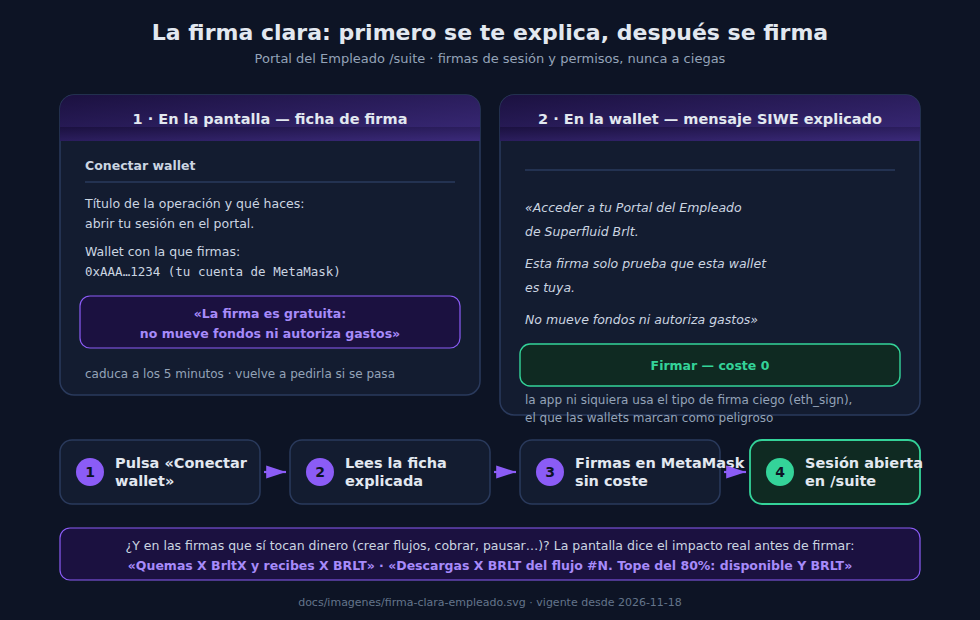 La firma clara: primero se te explica, después se firma
Portal del Empleado /suite · firmas de sesión y permisos, nunca a ciegas
1 · En la pantalla — ficha de firma
Conectar wallet
Título de la operación y qué haces:
abrir tu sesión en el portal.
Wallet con la que firmas:
0xAAA…1234 (tu cuenta de MetaMask)
«La firma es gratuita:
no mueve fondos ni autoriza gastos»
caduca a los 5 minutos · vuelve a pedirla si se pasa
2 · En la wallet — mensaje SIWE explicado
«Acceder a tu Portal del Empleado
de Superfluid Brlt.
Esta firma solo prueba que esta wallet
es tuya.
No mueve fondos ni autoriza gastos»
Firmar — coste 0
la app ni siquiera usa el tipo de firma ciego (eth_sign),
el que las wallets marcan como peligroso
1
Pulsa «Conectar
wallet»
2
Lees la ficha
explicada
3
Firmas en MetaMask
sin coste
4
Sesión abierta
en /suite
¿Y en las firmas que sí tocan dinero (crear flujos, cobrar, pausar…)? La pantalla dice el impacto real antes de firmar:
«Quemas X BrltX y recibes X BRLT» · «Descargas X BRLT del flujo #N. Tope del 80%: disponible Y BRLT»
docs/imagenes/firma-clara-empleado.svg · vigente desde 2026-11-18